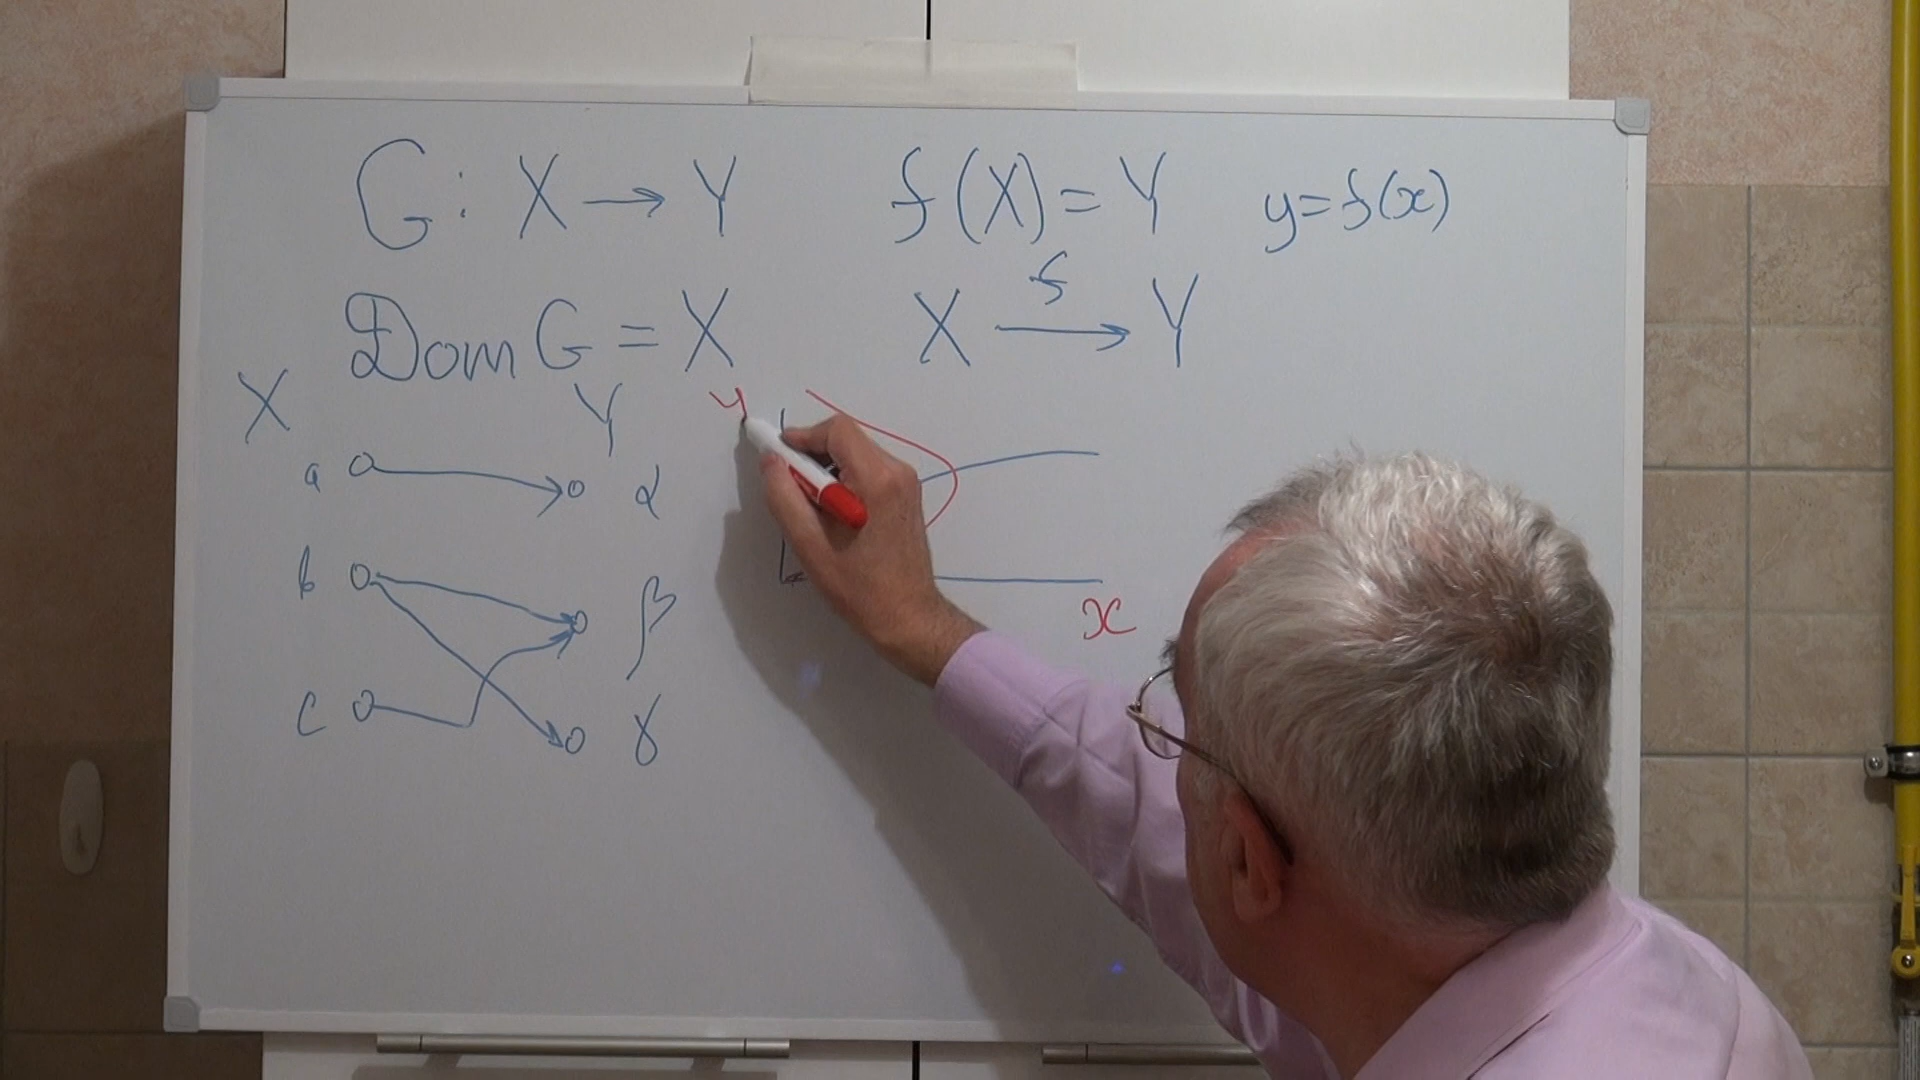 G: X → Y f(X) = Y y = f(x)
Dom G = X X →f Y
X Y y
a α
b β
c γ
x